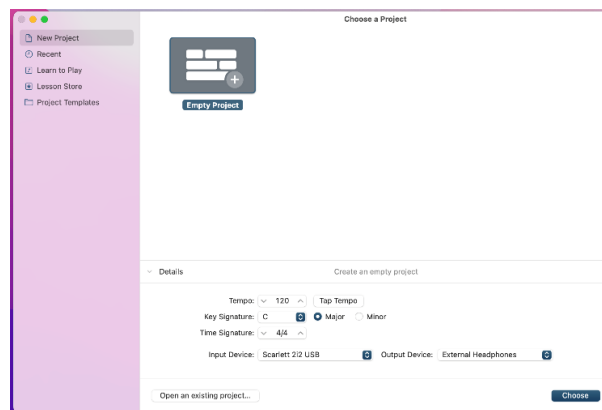 Choose a Project
New Project
Recent
Learn to Play
Lesson Store
Project Templates
Empty Project
Details
Create an empty project
Tempo: 120 Tap Tempo
Key Signature: C Major Minor
Time Signature: 4/4
Input Device: Scarlett 2i2 USB Output Device: External Headphones
Open an existing project... Choose